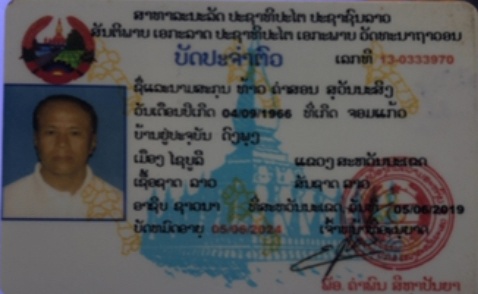 ສາທາລະນະລັດ ປະຊາທິປະໄຕ ປະຊາຊົນລາວ
ສັນຕິພາບ ເອກະລາດ ປະຊາທິປະໄຕ ເອກະພາບ ວັດທະນາຖາວອນ
ບັດປະຈຳຕົວ ເລກທີ 13-0333970
ຊື່ແລະນາມສະກຸນ ທ້າວ ຄຳສອນ ສຸວັນນະສິງ
ວັນເດືອນປີເກີດ 04/09/1966 ທີ່ເກີດ ຈອມແກ້ວ
ບ້ານຢູ່ປະຈຸບັນ ດົງພູງ
ເມືອງ ໄຊບູລີ ແຂວງ ສະຫວັນນະເຂດ
ເຊື້ອຊາດ ລາວ ສັນຊາດ ລາວ
ອາຊີບ ຊາວນາ ທີ່ສະຫວັນນະເຂດ ວັນທີ 05/06/2019
ບັດຫມົດອາຍຸ 05/06/2024
ພັອ. ຄຳພັນ ສີຫາປັນຍາ